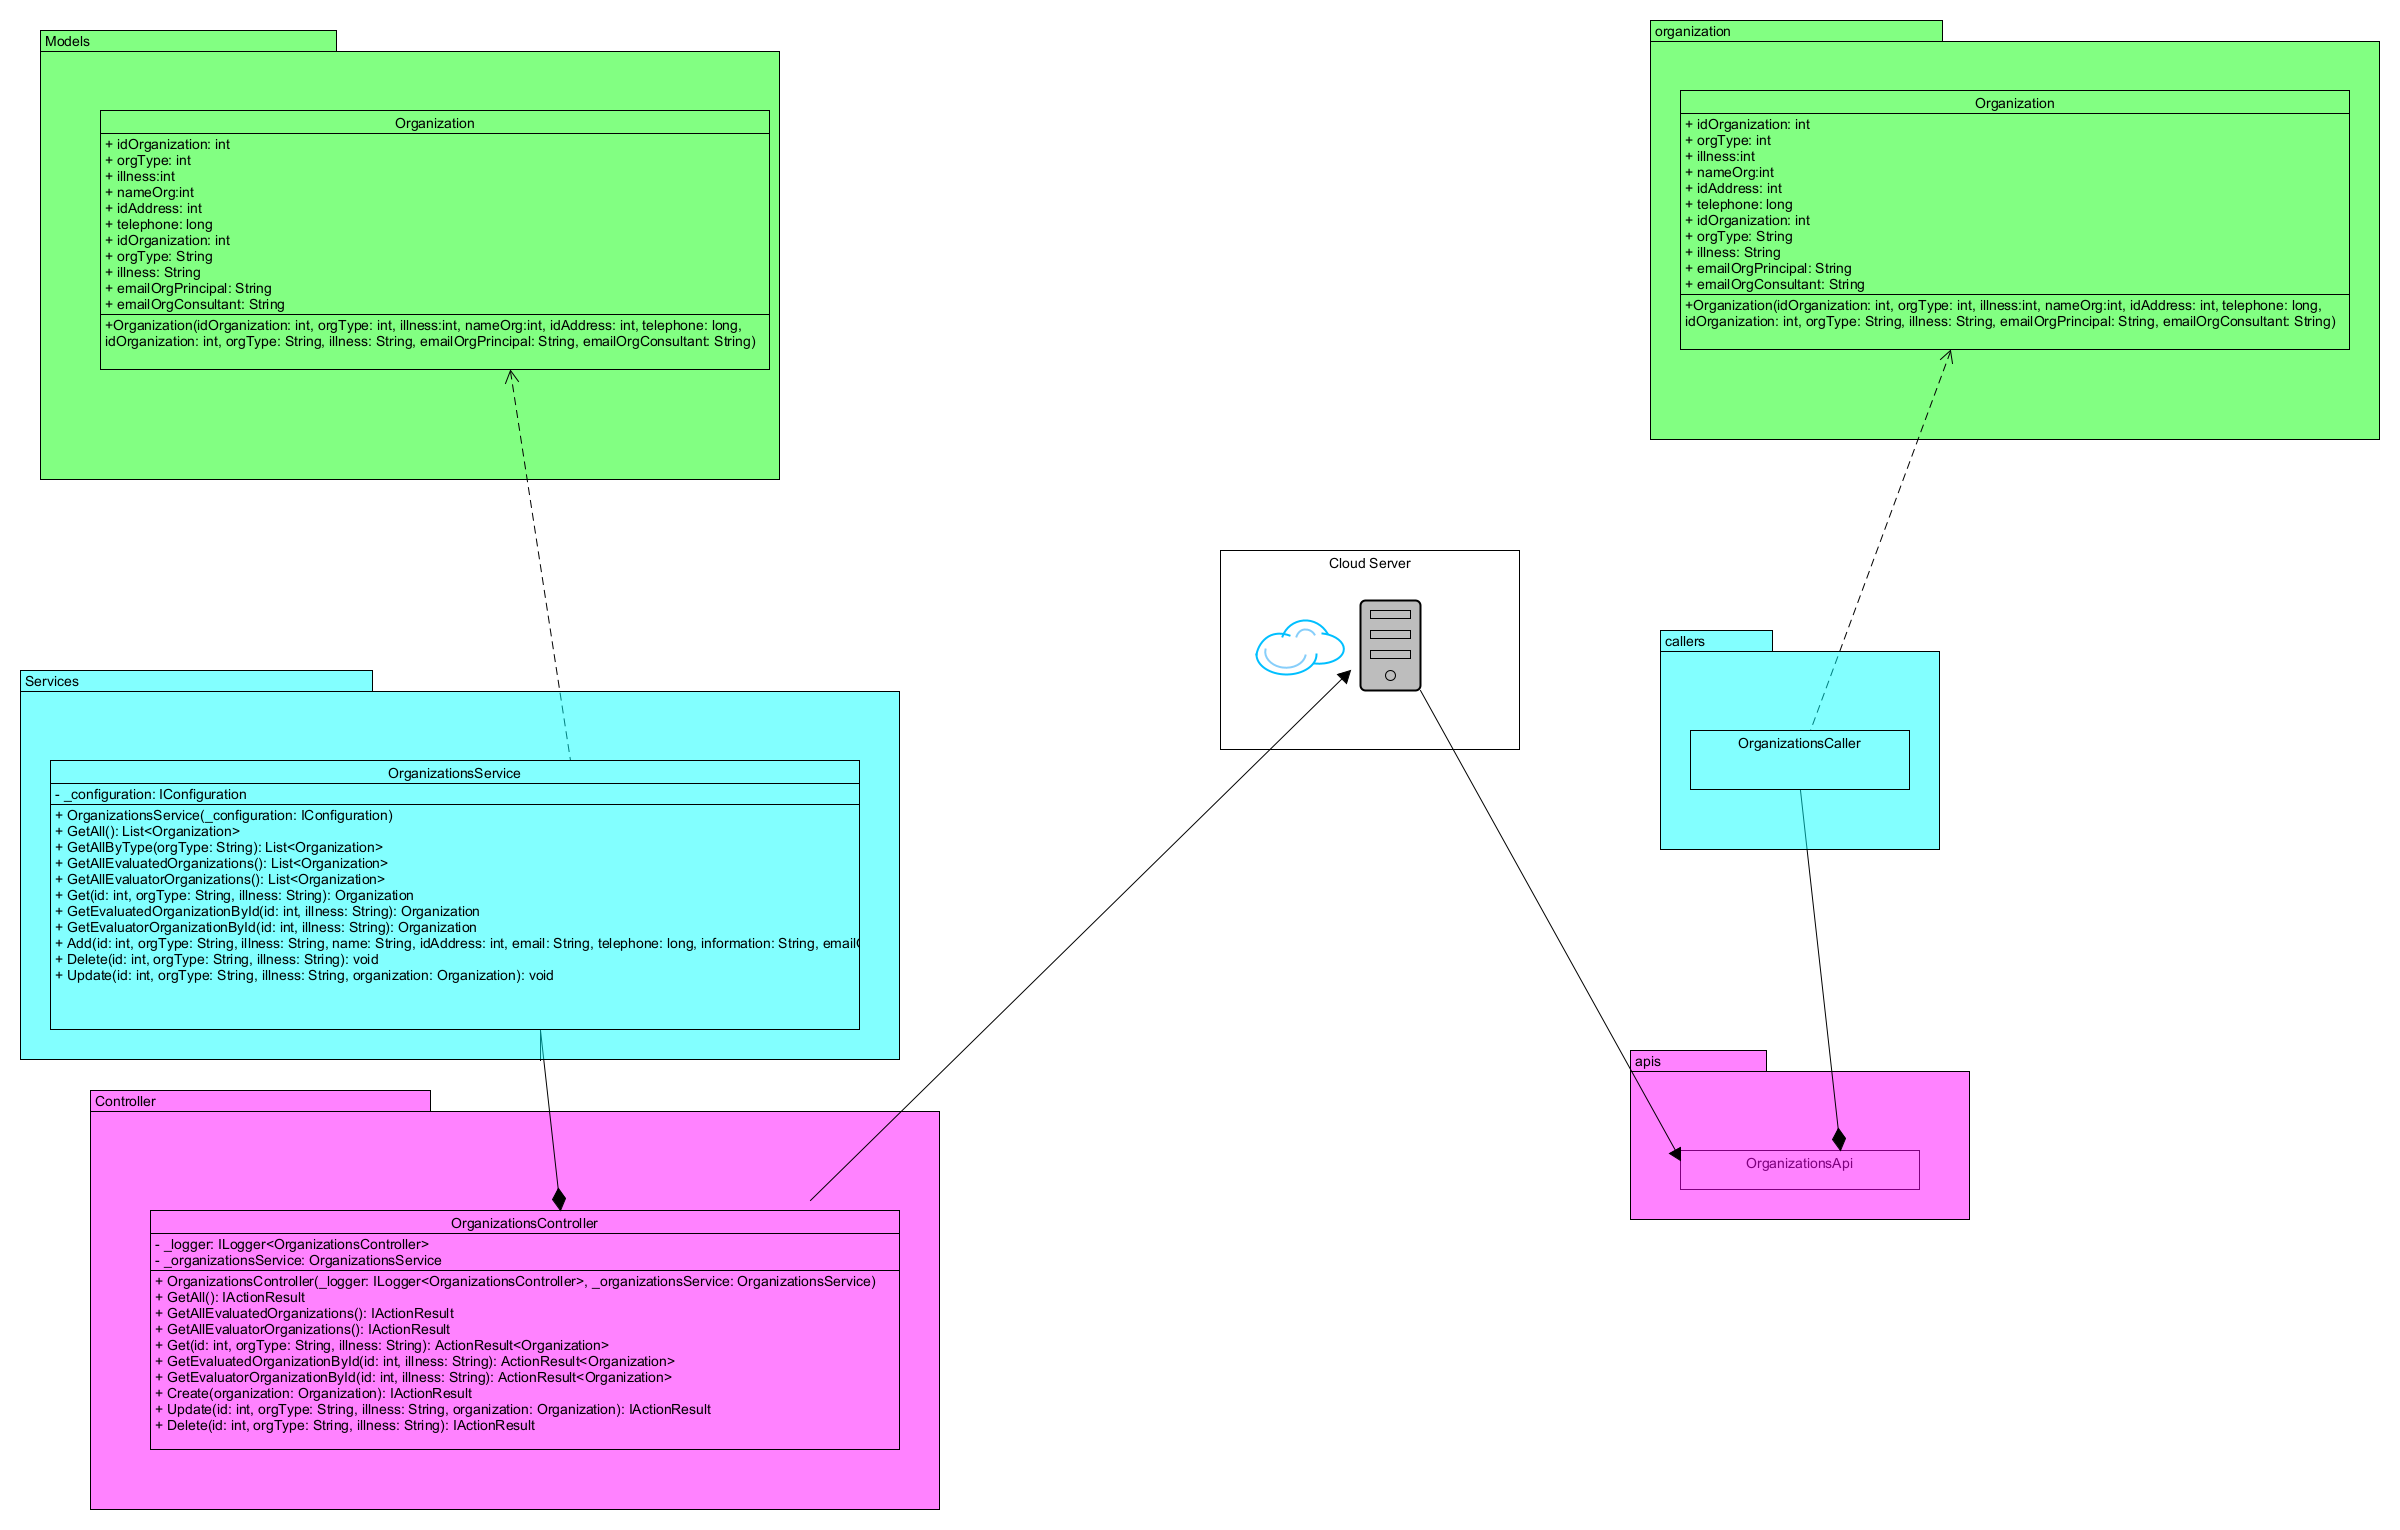 Models
Organization
+ idOrganization: int
+ orgType: int
+ illness:int
+ nameOrg:int
+ idAddress: int
+ telephone: long
+ idOrganization: int
+ orgType: String
+ illness: String
+ emailOrgPrincipal: String
+ emailOrgConsultant: String
+Organization(idOrganization: int, orgType: int, illness:int, nameOrg:int, idAddress: int, telephone: long,
idOrganization: int, orgType: String, illness: String, emailOrgPrincipal: String, emailOrgConsultant: String)
organization
Organization
+ idOrganization: int
+ orgType: int
+ illness:int
+ nameOrg:int
+ idAddress: int
+ telephone: long
+ idOrganization: int
+ orgType: String
+ illness: String
+ emailOrgPrincipal: String
+ emailOrgConsultant: String
+Organization(idOrganization: int, orgType: int, illness:int, nameOrg:int, idAddress: int, telephone: long,
idOrganization: int, orgType: String, illness: String, emailOrgPrincipal: String, emailOrgConsultant: String)
Cloud Server
Services
OrganizationsService
- _configuration: IConfiguration
+ OrganizationsService(_configuration: IConfiguration)
+ GetAll(): List<Organization>
+ GetAllByType(orgType: String): List<Organization>
+ GetAllEvaluatedOrganizations(): List<Organization>
+ GetAllEvaluatorOrganizations(): List<Organization>
+ Get(id: int, orgType: String, illness: String): Organization
+ GetEvaluatedOrganizationById(id: int, illness: String): Organization
+ GetEvaluatorOrganizationById(id: int, illness: String): Organization
+ Add(id: int, orgType: String, illness: String, name: String, idAddress: int, email: String, telephone: long, information: String, email
+ Delete(id: int, orgType: String, illness: String): void
+ Update(id: int, orgType: String, illness: String, organization: Organization): void
callers
OrganizationsCaller
apis
OrganizationsApi
Controller
OrganizationsController
- _logger: ILogger<OrganizationsController>
- _organizationsService: OrganizationsService
+ OrganizationsController(_logger: ILogger<OrganizationsController>, _organizationsService: OrganizationsService)
+ GetAll(): IActionResult
+ GetAllEvaluatedOrganizations(): IActionResult
+ GetAllEvaluatorOrganizations(): IActionResult
+ Get(id: int, orgType: String, illness: String): ActionResult<Organization>
+ GetEvaluatedOrganizationById(id: int, illness: String): ActionResult<Organization>
+ GetEvaluatorOrganizationById(id: int, illness: String): ActionResult<Organization>
+ Create(organization: Organization): IActionResult
+ Update(id: int, orgType: String, illness: String, organization: Organization): IActionResult
+ Delete(id: int, orgType: String, illness: String): IActionResult